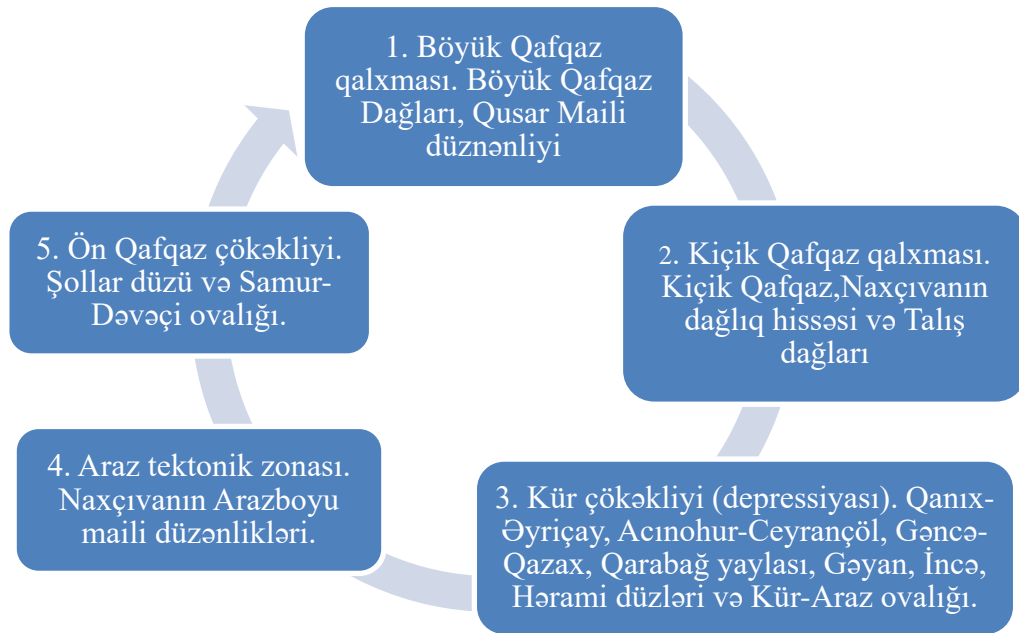 1. Böyük Qafqaz
qalxması. Böyük Qafqaz
Dağları, Qusar Maili
düznənliyi
2. Kiçik Qafqaz qalxması.
Kiçik Qafqaz,Naxçıvanın
dağlıq hissəsi və Talış
dağları
3. Kür çökəkliyi (depressiyası). Qanıx-
Əyriçay, Acınohur-Ceyrançöl, Gəncə-
Qazax, Qarabağ yaylası, Gəyan, İncə,
Hərami düzləri və Kür-Araz ovalığı.
4. Araz tektonik zonası.
Naxçıvanın Arazboyu
maili düzənlikləri.
5. Ön Qafqaz çökəkliyi.
Şollar düzü və Samur-
Dəvəçi ovalığı.